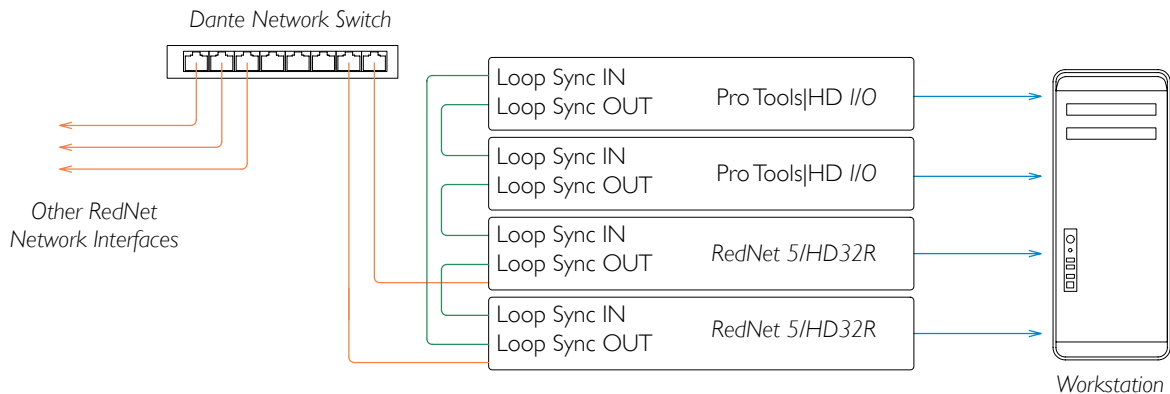 Dante Network Switch
Loop Sync IN
Loop Sync OUT
Pro Tools|HD I/O
Loop Sync IN
Loop Sync OUT
Pro Tools|HD I/O
Other RedNet
Network Interfaces
Loop Sync IN
Loop Sync OUT
RedNet 5/HD32R
Loop Sync IN
Loop Sync OUT
RedNet 5/HD32R
Workstation